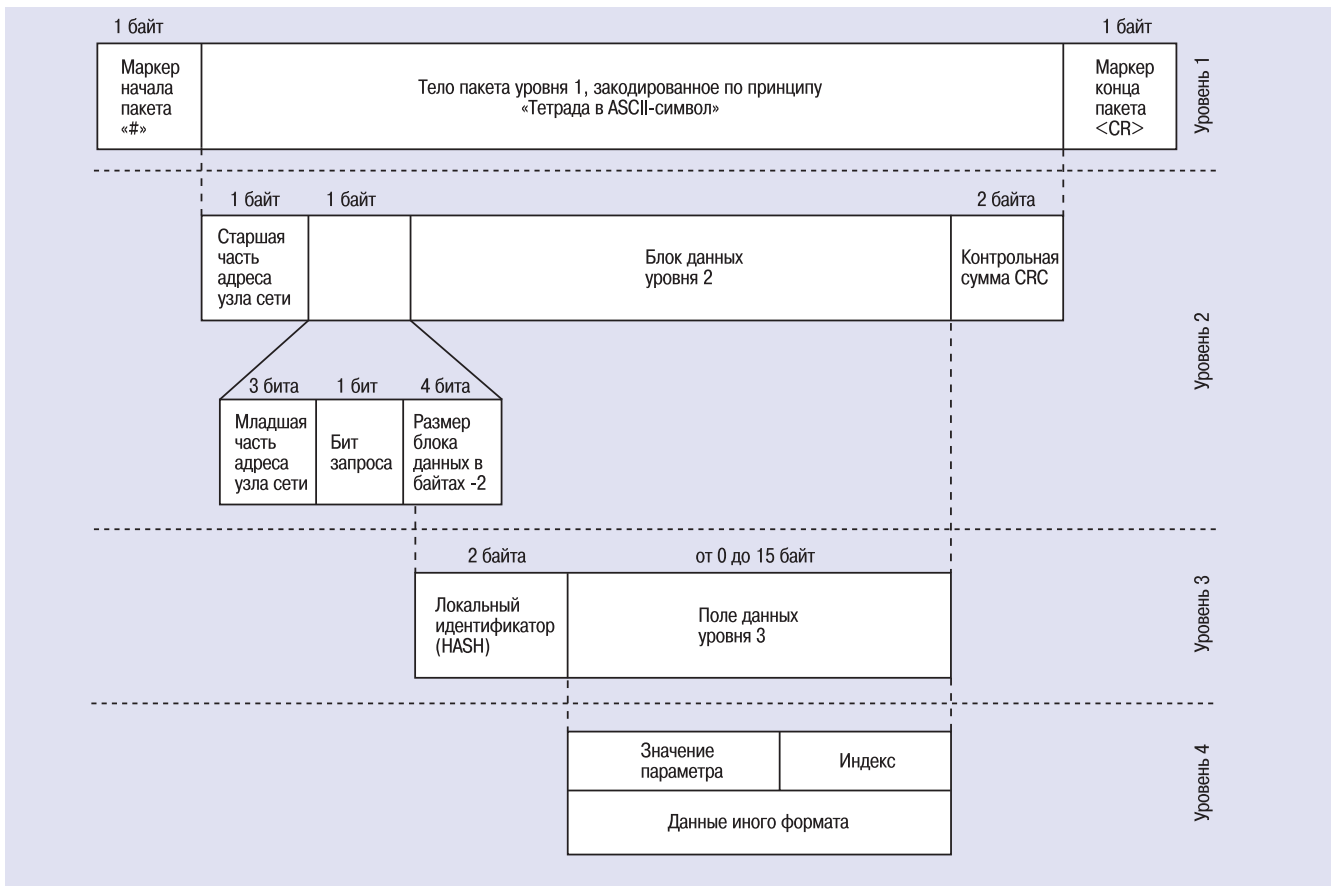 1 байт
1 байт
Маркер
начала
пакета
«#»
Тело пакета уровня 1, закодированное по принципу
«Тетрада в ASCII-символ»
Маркер
конца
пакета
<CR>
Уровень 1
1 байт
1 байт
2 байта
Старшая
часть
адреса
узла сети
Блок данных
уровня 2
Контрольная
сумма CRC
Уровень 2
3 бита
1 бит
4 бита
Младшая
часть
адреса
узла сети
Бит
запроса
Размер
блока
данных в
байтах -2
2 байта
от 0 до 15 байт
Локальный
идентификатор
(HASH)
Поле данных
уровня 3
Уровень 3
Значение
параметра
Индекс
Данные иного формата
Уровень 4